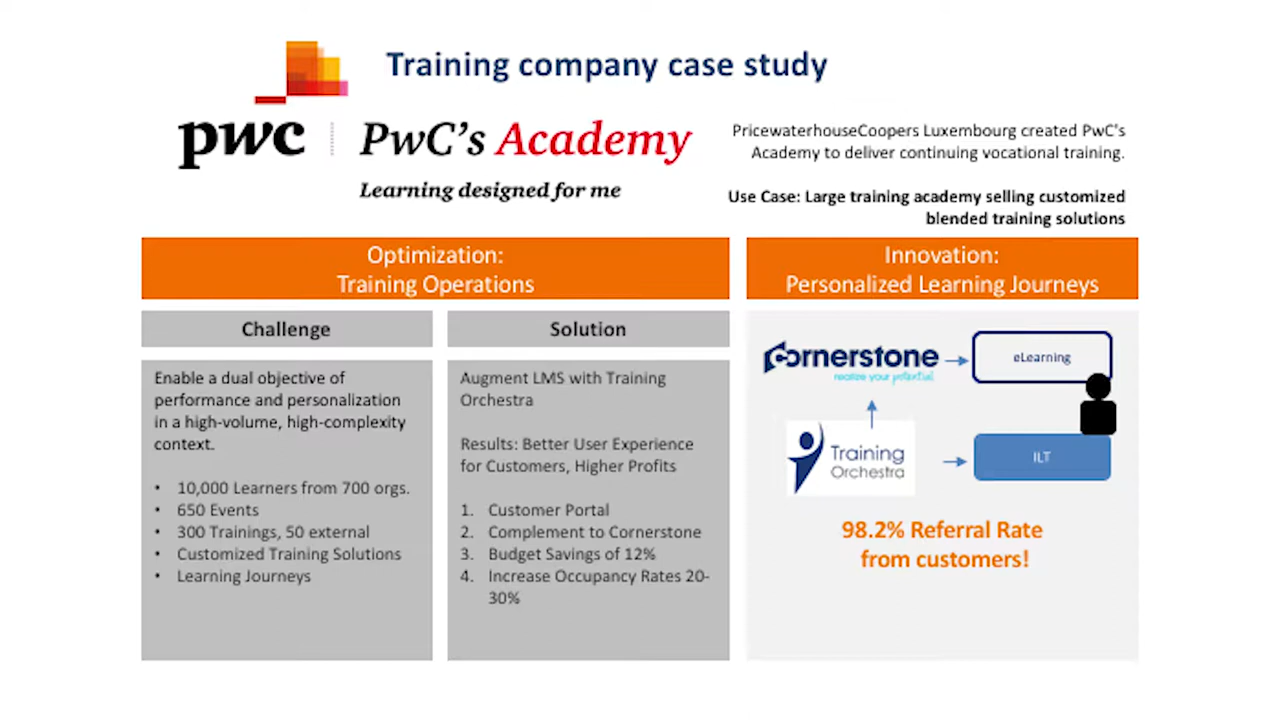 Training company case study
pwc
PwC's Academy
Learning designed for me
PricewaterhouseCoopers Luxembourg created PwC's
Academy to deliver continuing vocational training.
Use Case: Large training academy selling customized
blended training solutions
Optimization:
Training Operations
Challenge
Enable a dual objective of
performance and personalization
in a high-volume, high-complexity
context.
• 10,000 Learners from 700 orgs.
• 650 Events
• 300 Trainings, 50 external
• Customized Training Solutions
• Learning Journeys
Solution
Augment LMS with Training
Orchestra
Results: Better User Experience
for Customers, Higher Profits
1. Customer Portal
2. Complement to Cornerstone
3. Budget Savings of 12%
4. Increase Occupancy Rates 20-
30%
Innovation:
Personalized Learning Journeys
cornerstone
realize your potential
eLearning
Training
Orchestra
ILT
98.2% Referral Rate
from customers!